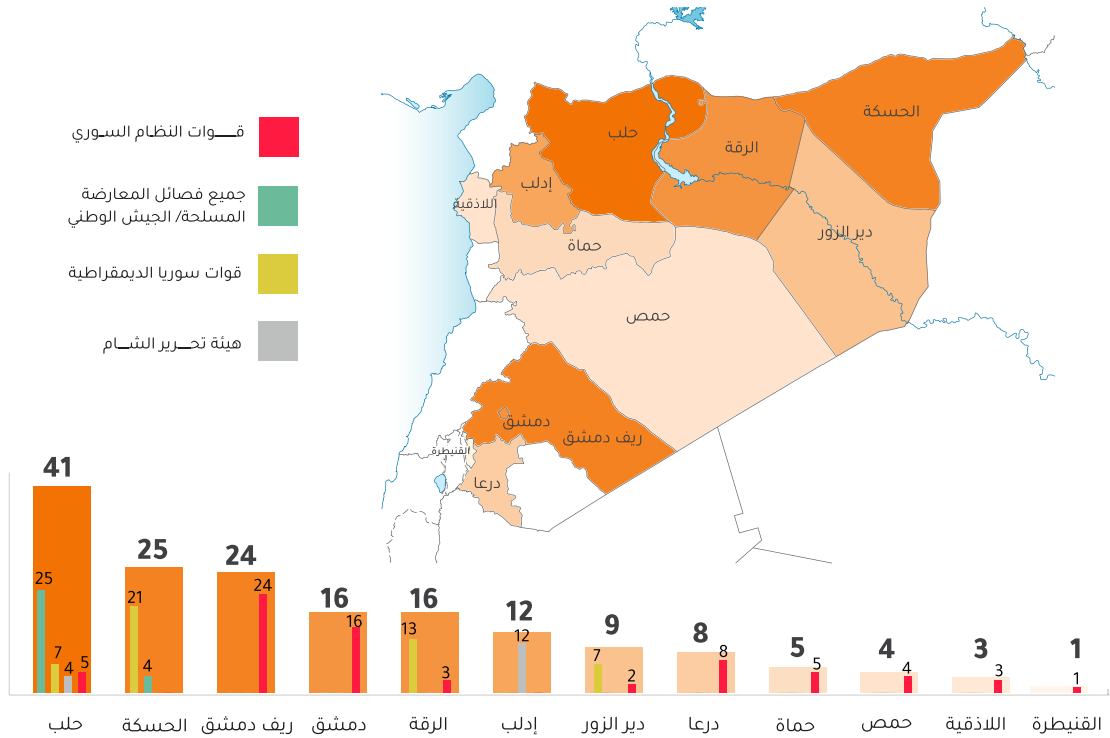 قـــوات النظـام السـوري
جميع فصائل المعارضة
المسلحة/ الجيش الوطني
قوات سوريا الديمقراطية
هيئة تحـــرير الشـــام
الحسكة
حلب
الرقة
إدلب
اللاذقية
دير الزور
حماة
حمص
دمشق
ريف دمشق
القنيطرة
درعا
41
25
24
16
16
12
9
8
5
4
3
1
25
7
4
5
21
4
24
16
13
3
12
7
2
8
5
4
3
1
حلب
الحسكة
ريف دمشق
دمشق
الرقة
إدلب
دير الزور
درعا
حماة
حمص
اللاذقية
القنيطرة